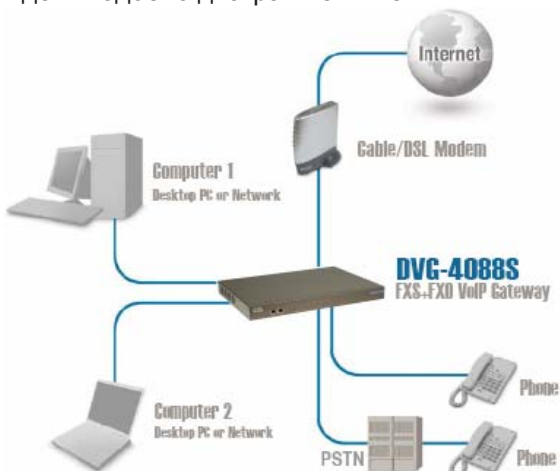 Internet
Cable/DSL Modem
Computer 1
Desktop PC or Network
DVG-4088S
FXS+FXO VoIP Gateway
Phone
Computer 2
Desktop PC or Network
PSTN
Phone